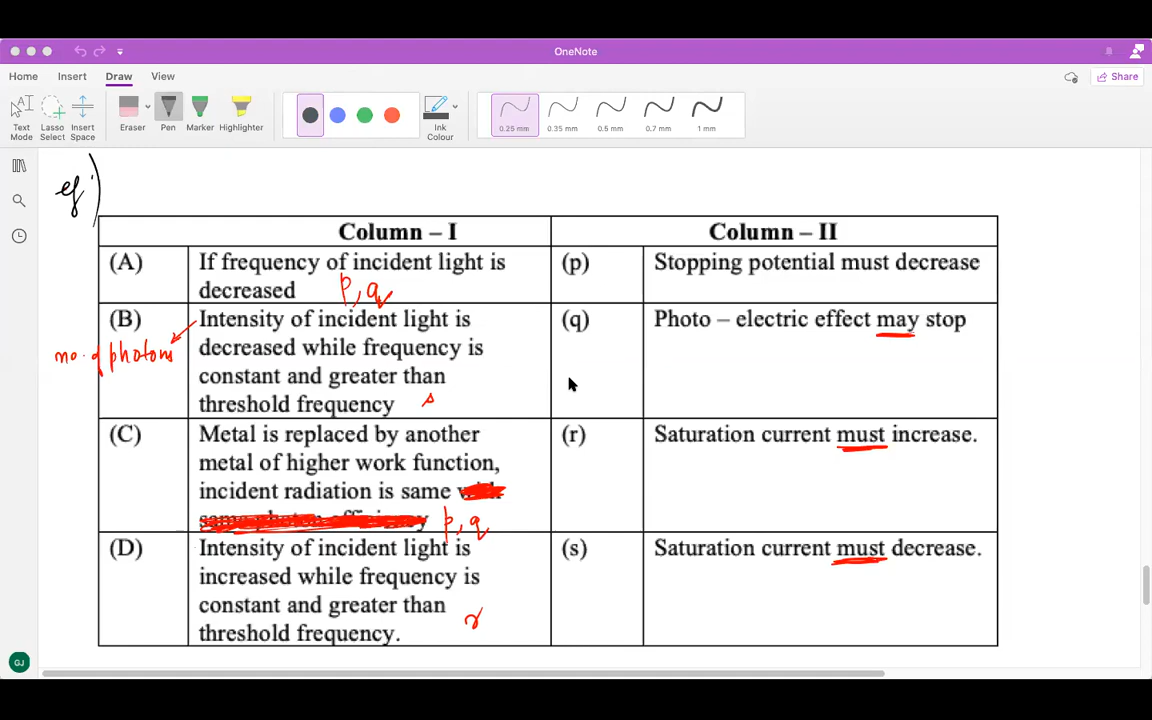 OneNote
Home Insert Draw View
Share
Text Mode
Lasso Select
Insert Space
Eraser
Pen
Marker
Highlighter
Ink Colour
0.25 mm
0.35 mm
0.5 mm
0.7 mm
1 mm
eg:)
Column – I Column – II
(A) If frequency of incident light is (p) Stopping potential must decrease
decreased p, q
(B) Intensity of incident light is (q) Photo – electric effect may stop
no. of photons decreased while frequency is
constant and greater than
threshold frequency s
(C) Metal is replaced by another (r) Saturation current must increase.
metal of higher work function,
incident radiation is same with
same photon efficiency p, q
(D) Intensity of incident light is (s) Saturation current must decrease.
increased while frequency is
constant and greater than r
threshold frequency.
GJ